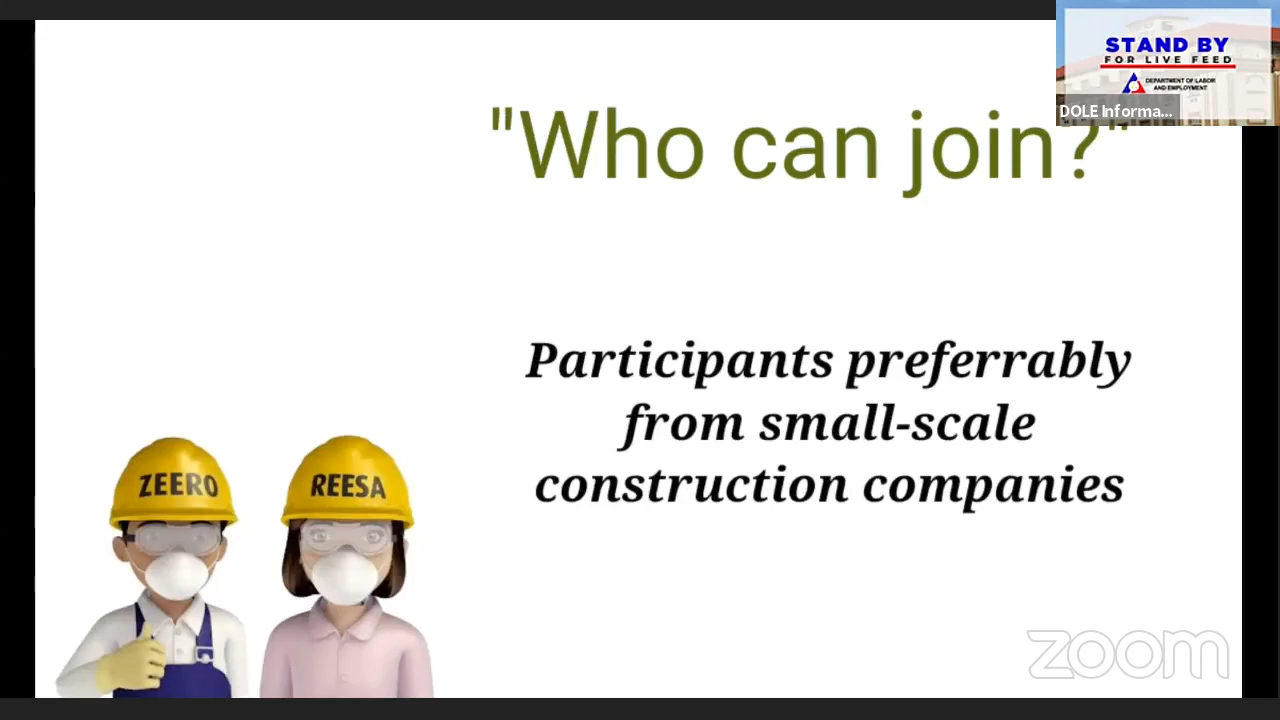 STAND BY
FOR LIVE FEED
DEPARTMENT OF LABOR
AND EMPLOYMENT
DOLE Informa...
"Who can join?"
Participants preferrably
from small-scale
construction companies
ZEERO
REESA
zoom